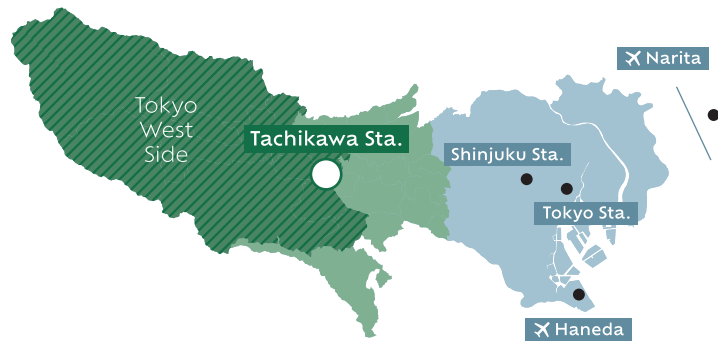 Narita
Tokyo
West
Side
Tachikawa Sta.
Shinjuku Sta.
Tokyo Sta.
Haneda